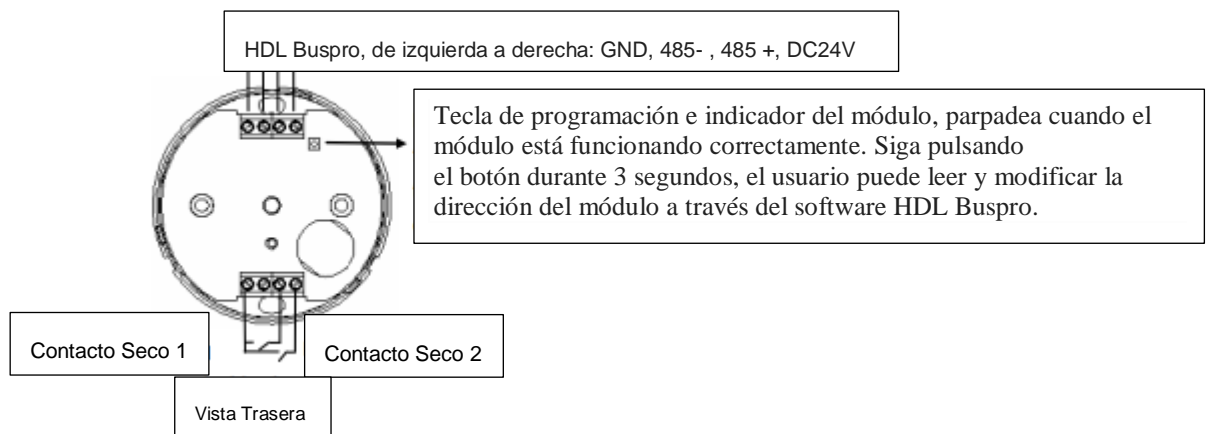 HDL Buspro, de izquierda a derecha: GND, 485- , 485 +, DC24V
Tecla de programación e indicador del módulo, parpadea cuando el
módulo está funcionando correctamente. Siga pulsando
el botón durante 3 segundos, el usuario puede leer y modificar la
dirección del módulo a través del software HDL Buspro.
Contacto Seco 1
Contacto Seco 2
Vista Trasera